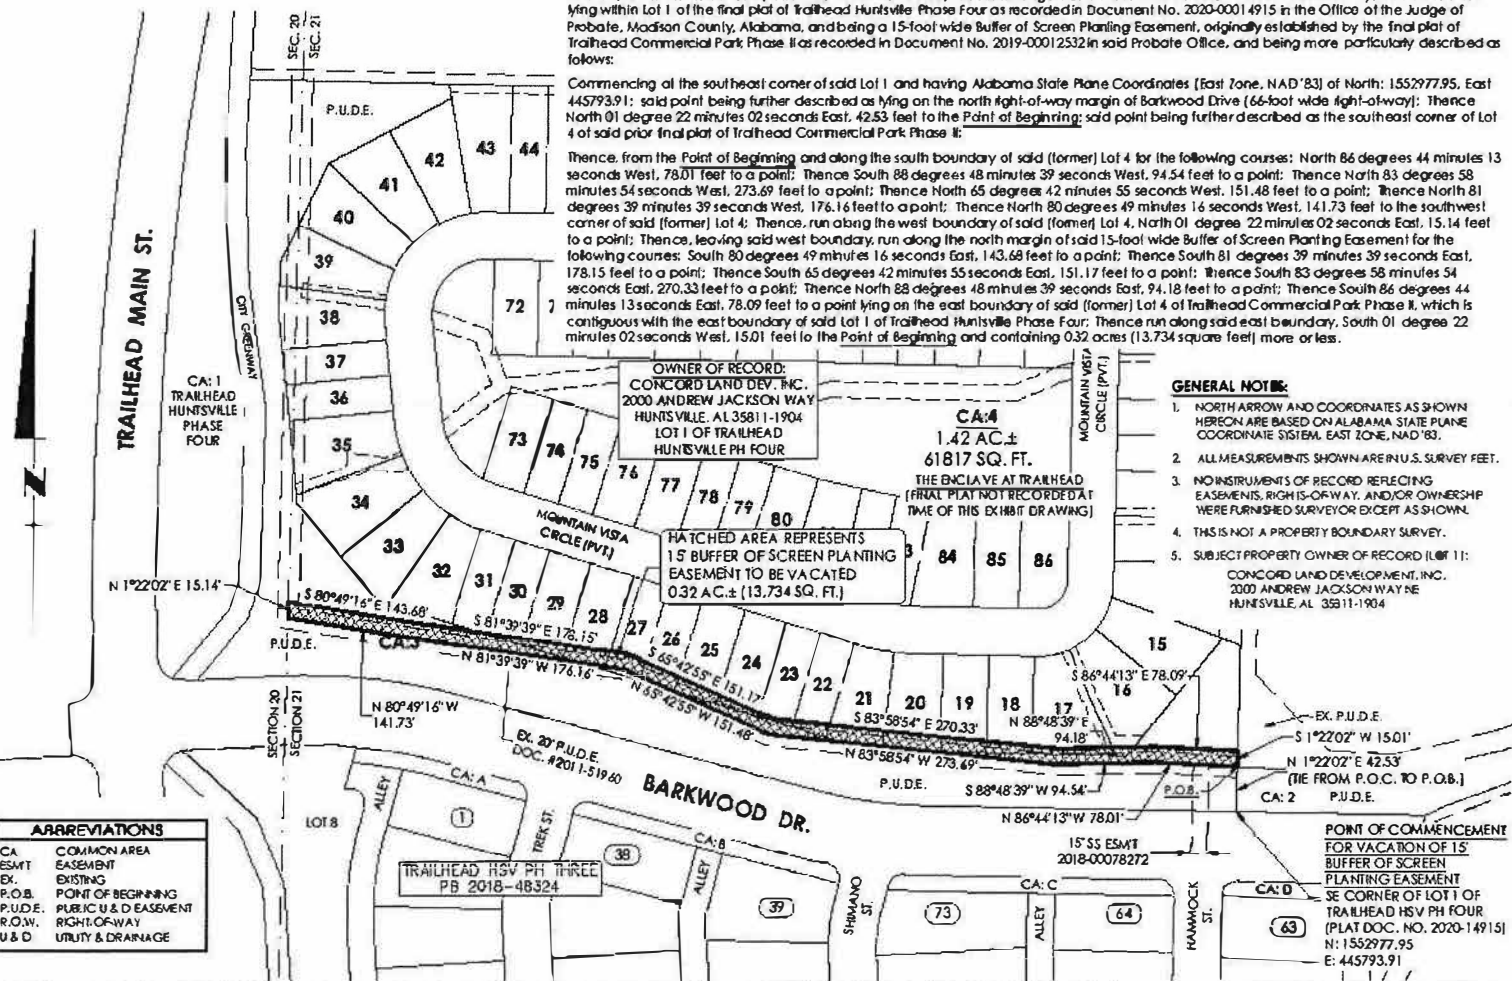 lying within Lot 1 of the final plat of Trailhead Huntsville Phase Four as recorded in Document No. 2020-00014915 in the Office of the Judge of
Probate, Madison County, Alabama, and being a 15-foot wide Buffer of Screen Planting Easement, originally established by the final plat of
Trailhead Commercial Park Phase II as recorded in Document No. 2019-00012532 in said Probate Office, and being more particularly described as
follows:
Commencing at the southeast corner of said Lot 1 and having Alabama State Plane Coordinates (East Zone, NAD'83) of North: 1552977.95, East
445793.91; said point being further described as lying on the north right-of-way margin of Barkwood Drive (66-foot wide right-of-way); Thence
North 01 degree 22 minutes 02 seconds East, 42.53 feet to the Point of Beginning; said point being further described as the southeast corner of Lot
4 of said prior final plat of Trailhead Commercial Park Phase II;
Thence, from the Point of Beginning and along the south boundary of said (former) Lot 4 for the following courses: North 86 degrees 44 minutes 13
seconds West, 78.01 feet to a point; Thence South 88 degrees 48 minutes 39 seconds West, 94.54 feet to a point; Thence North 83 degrees 58
minutes 54 seconds West, 273.69 feet to a point; Thence North 65 degrees 42 minutes 55 seconds West, 151.48 feet to a point; Thence North 81
degrees 39 minutes 39 seconds West, 176.16 feet to a point; Thence North 80 degrees 49 minutes 16 seconds West, 141.73 feet to the southwest
corner of said (former) Lot 4; Thence, run along the west boundary of said (former) Lot 4, North 01 degree 22 minutes 02 seconds East, 15.14 feet
to a point; Thence, leaving said west boundary, run along the north margin of said 15-foot wide Buffer of Screen Planting Easement for the
following courses: South 80 degrees 49 minutes 16 seconds East, 143.68 feet to a point; Thence South 81 degrees 39 minutes 39 seconds East,
178.15 feet to a point; Thence South 65 degrees 42 minutes 55 seconds East, 151.17 feet to a point; Thence South 83 degrees 58 minutes 54
seconds East, 270.33 feet to a point; Thence North 88 degrees 48 minutes 39 seconds East, 94.18 feet to a point; Thence South 86 degrees 44
minutes 13 seconds East, 78.09 feet to a point lying on the east boundary of said (former) Lot 4 of Trailhead Commercial Park Phase II, which is
contiguous with the east boundary of said Lot 1 of Trailhead Huntsville Phase Four; Thence run along said east boundary, South 01 degree 22
minutes 02 seconds West, 15.01 feet to the Point of Beginning and containing 0.32 acres (13,734 square feet) more or less.
SEC. 20
SEC. 21
P.U.D.E.
44
43
42
41
40
39
38
37
36
35
34
33
32
31
30
29
28
27
26
25
24
23
22
21
20
19
18
17
16
15
72
7
73
74
75
76
77
78
79
80
3
84
85
86
TRAILHEAD MAIN ST.
CITY GREENWAY
CA: 1
TRAILHEAD
HUNTSVILLE
PHASE
FOUR
N
OWNER OF RECORD:
CONCORD LAND DEV. INC.
2000 ANDREW JACKSON WAY
HUNTSVILLE, AL 35811-1904
LOT 1 OF TRAILHEAD
HUNTSVILLE PH FOUR
CA:4
1.42 AC.±
61817 SQ. FT.
THE ENCLAVE AT TRAILHEAD
(FINAL PLAT NOT RECORDED AT
TIME OF THIS EXHIBIT DRAWING)
MOUNTAIN VISTA
CIRCLE (PVT.)
MOUNTAIN VISTA
CIRCLE (PVT.)
HATCHED AREA REPRESENTS
15' BUFFER OF SCREEN PLANTING
EASEMENT TO BE VACATED
0.32 AC.± (13,734 SQ. FT.)
GENERAL NOTES:
1. NORTH ARROW AND COORDINATES AS SHOWN
HEREON ARE BASED ON ALABAMA STATE PLANE
COORDINATE SYSTEM, EAST ZONE, NAD '83.
2. ALL MEASUREMENTS SHOWN ARE IN U.S. SURVEY FEET.
3. NO INSTRUMENTS OF RECORD REFLECTING
EASEMENTS, RIGHTS-OF-WAY, AND/OR OWNERSHIP
WERE FURNISHED SURVEYOR EXCEPT AS SHOWN.
4. THIS IS NOT A PROPERTY BOUNDARY SURVEY.
5. SUBJECT PROPERTY OWNER OF RECORD (LOT 1):
CONCORD LAND DEVELOPMENT, INC.
2000 ANDREW JACKSON WAY NE
HUNTSVILLE, AL 35811-1904
N 1°22'02" E 15.14'
S 80°49'16" E 143.68'
S 81°39'39" E 178.15'
S 65°42'55" E 151.17'
S 83°58'54" E 270.33'
N 88°48'39" E
94.18'
S 86°44'13" E 78.09'
P.U.D.E.
CA:3
N 81°39'39" W 176.16'
N 65°42'55" W 151.48'
N 83°58'54" W 273.69'
P.U.D.E.
S 88°48'39" W 94.54'
N 86°44'13" W 78.01'
P.O.B.
N 80°49'16" W
141.73'
SECTION 20
SECTION 21
EX. P.U.D.E.
S 1°22'02" W 15.01'
N 1°22'02" E 42.53'
(TIE FROM P.O.C. TO P.O.B.)
CA: 2
P.U.D.E.
EX. 20' P.U.D.E.
DOC. #2011-51960
BARKWOOD DR.
15' SS ESMT
2018-00078272
POINT OF COMMENCEMENT
FOR VACATION OF 15'
BUFFER OF SCREEN
PLANTING EASEMENT
SE CORNER OF LOT 1 OF
TRAILHEAD HSV PH FOUR
(PLAT DOC. NO. 2020-14915)
N: 1552977.95
E: 445793.91
ABBREVIATIONS
CA COMMON AREA
ESMT EASEMENT
EX. EXISTING
P.O.B. POINT OF BEGINNING
P.U.D.E. PUBLIC U & D EASEMENT
R.O.W. RIGHT-OF-WAY
U & D UTILITY & DRAINAGE
LOT 8
ALLEY
CA: A
1
TREK ST.
TRAILHEAD HSV PH THREE
PB 2018-48324
38
CA: B
ALLEY
39
SHIMANO
ST.
73
CA: C
ALLEY
64
HAMMOCK
ST.
CA: D
63